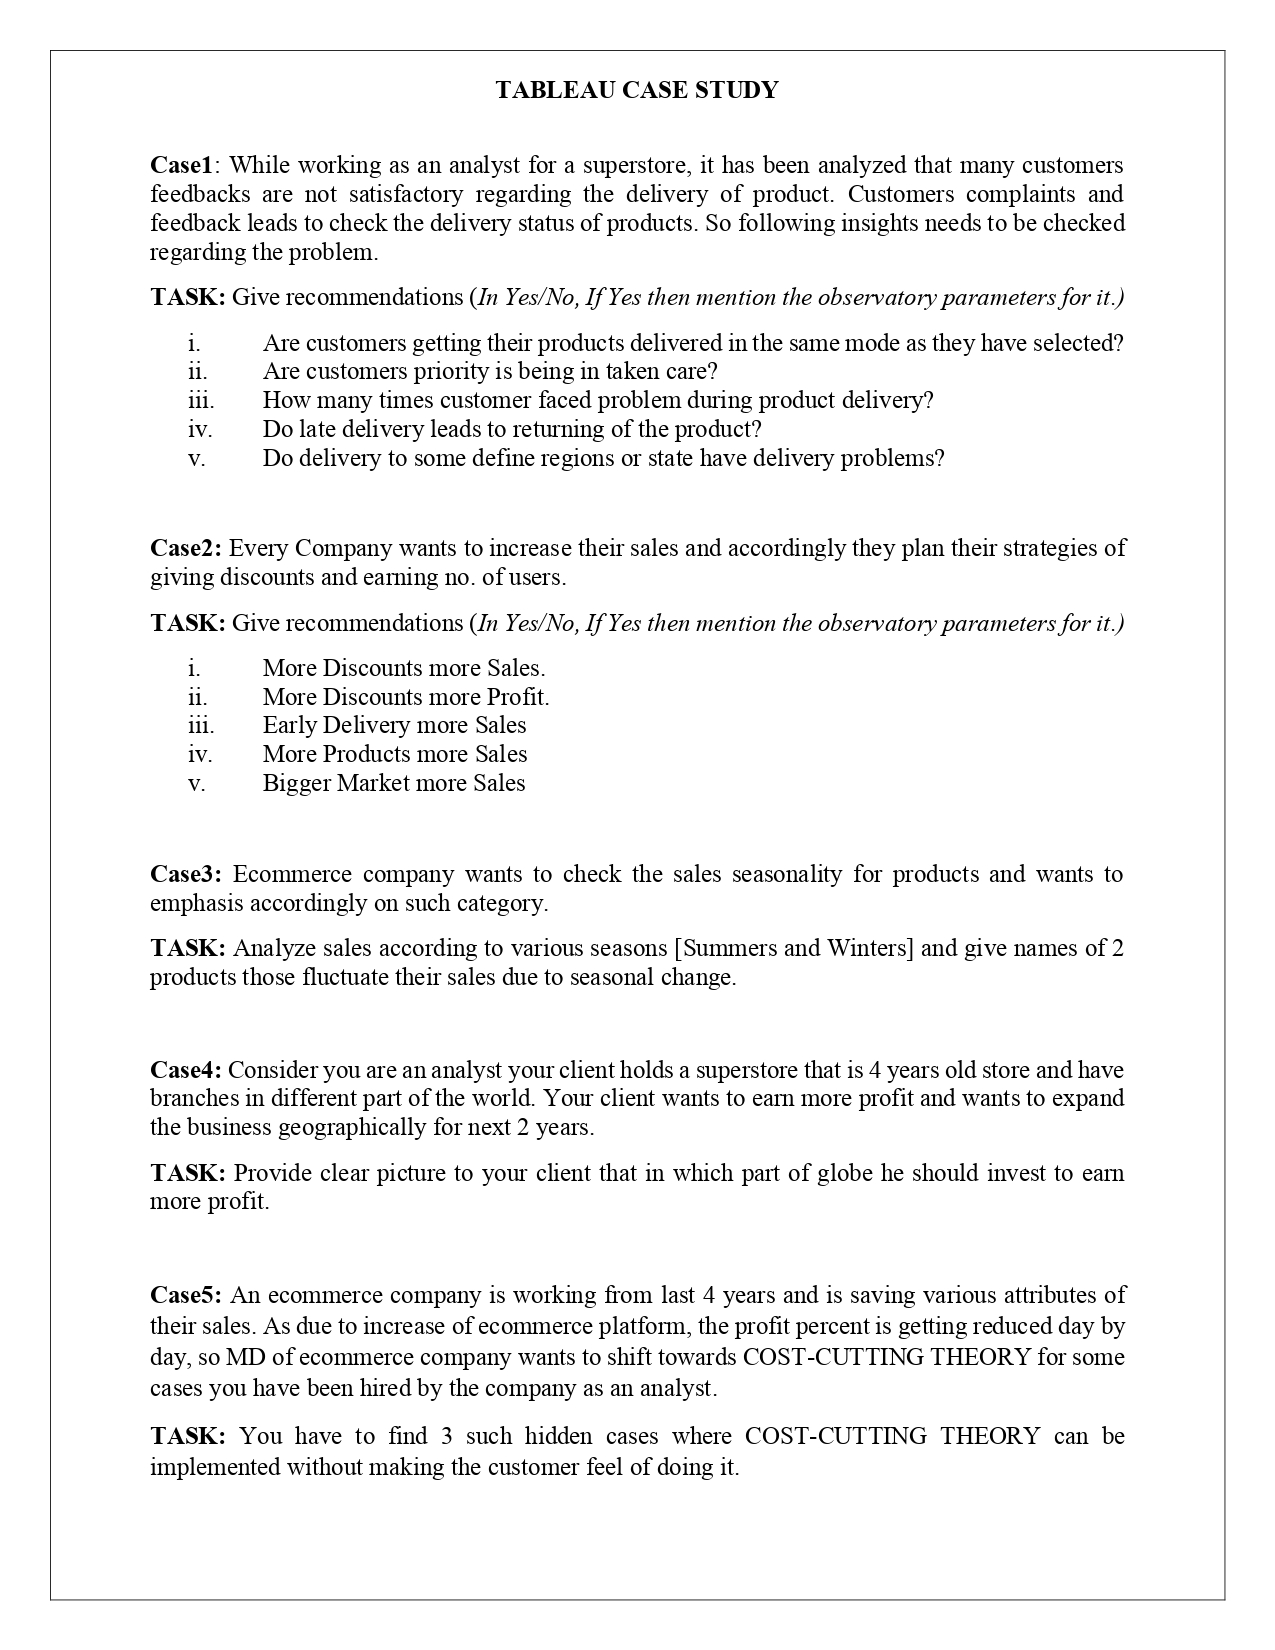 TABLEAU CASE STUDY
Case1: While working as an analyst for a superstore, it has been analyzed that many customers
feedbacks are not satisfactory regarding the delivery of product. Customers complaints and
feedback leads to check the delivery status of products. So following insights needs to be checked
regarding the problem.
TASK: Give recommendations (In Yes/No, If Yes then mention the observatory parameters for it.)
i. Are customers getting their products delivered in the same mode as they have selected?
ii. Are customers priority is being in taken care?
iii. How many times customer faced problem during product delivery?
iv. Do late delivery leads to returning of the product?
v. Do delivery to some define regions or state have delivery problems?
Case2: Every Company wants to increase their sales and accordingly they plan their strategies of
giving discounts and earning no. of users.
TASK: Give recommendations (In Yes/No, If Yes then mention the observatory parameters for it.)
i. More Discounts more Sales.
ii. More Discounts more Profit.
iii. Early Delivery more Sales
iv. More Products more Sales
v. Bigger Market more Sales
Case3: Ecommerce company wants to check the sales seasonality for products and wants to
emphasis accordingly on such category.
TASK: Analyze sales according to various seasons [Summers and Winters] and give names of 2
products those fluctuate their sales due to seasonal change.
Case4: Consider you are an analyst your client holds a superstore that is 4 years old store and have
branches in different part of the world. Your client wants to earn more profit and wants to expand
the business geographically for next 2 years.
TASK: Provide clear picture to your client that in which part of globe he should invest to earn
more profit.
Case5: An ecommerce company is working from last 4 years and is saving various attributes of
their sales. As due to increase of ecommerce platform, the profit percent is getting reduced day by
day, so MD of ecommerce company wants to shift towards COST-CUTTING THEORY for some
cases you have been hired by the company as an analyst.
TASK: You have to find 3 such hidden cases where COST-CUTTING THEORY can be
implemented without making the customer feel of doing it.